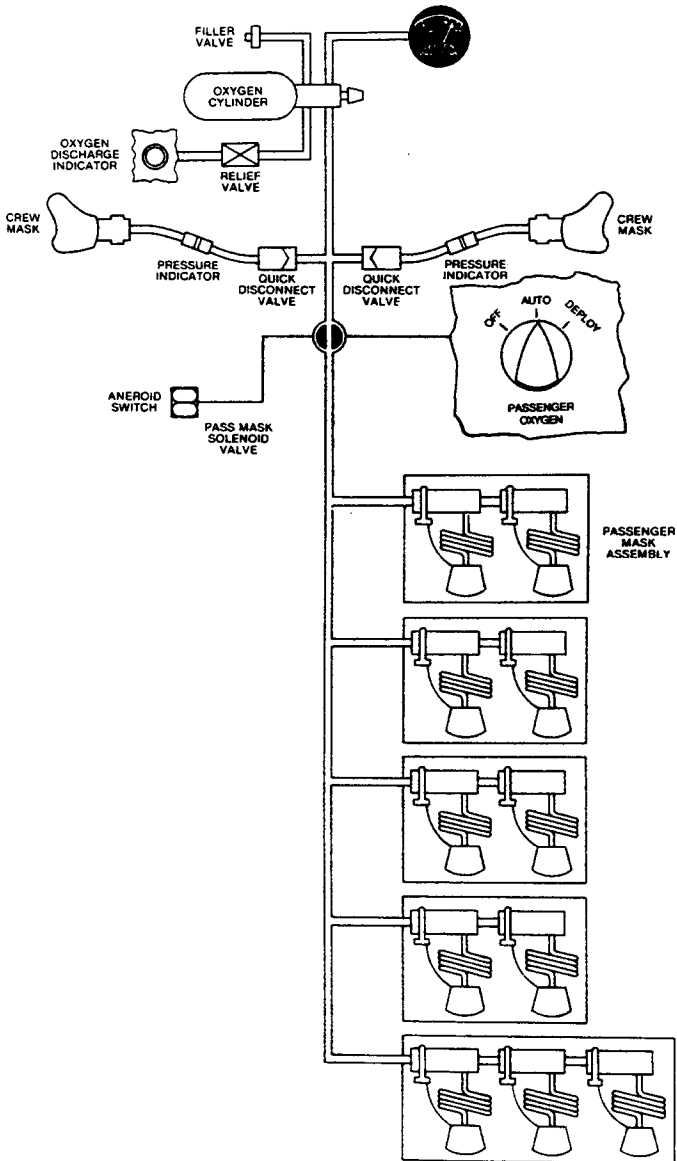 FILLER
VALVE
OXYGEN
CYLINDER
OXYGEN
DISCHARGE
INDICATOR
RELIEF
VALVE
CREW
MASK
PRESSURE
INDICATOR
QUICK
DISCONNECT
VALVE
QUICK
DISCONNECT
VALVE
PRESSURE
INDICATOR
CREW
MASK
OFF
AUTO
DEPLOY
PASSENGER
OXYGEN
ANEROID
SWITCH
PASS MASK
SOLENOID
VALVE
PASSENGER
MASK
ASSEMBLY